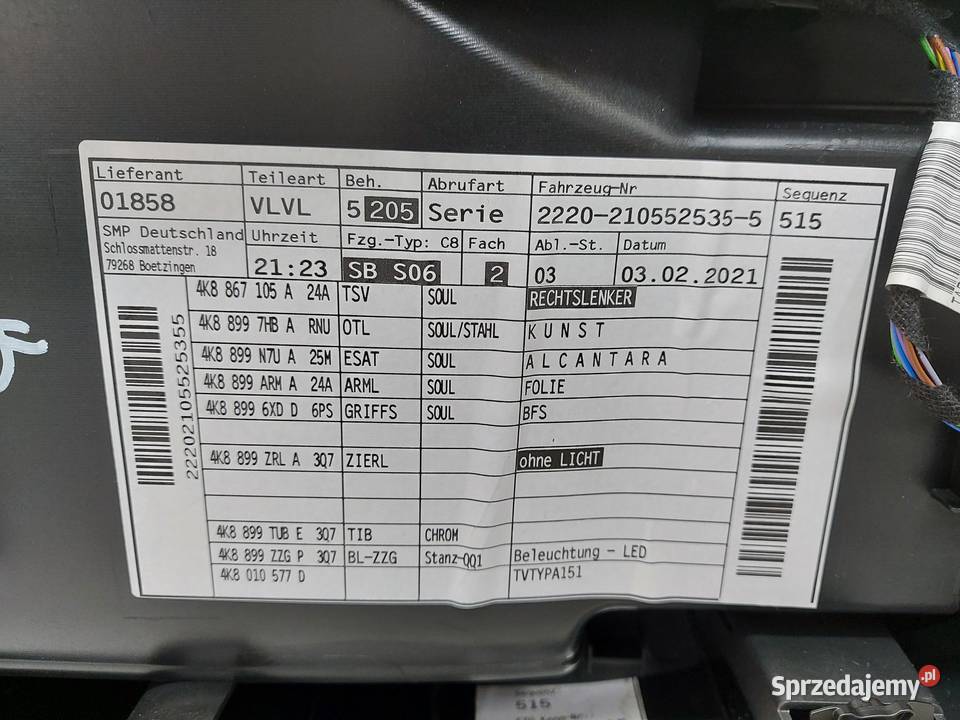 Lieferant Teileart Beh. Abrufart Fahrzeug-Nr Sequenz
01858 VLVL 5 205 Serie 2220-210552535-5 515
SMP Deutschland Uhrzeit Fzg.-Typ: C8 Fach Abl.-St. Datum
Schlossmattenstr. 18
79268 Boetzingen 21:23 SB S06 2 03 03.02.2021
4K8 867 105 A 24A TSV SOUL RECHTSLENKER
4K8 899 7HB A RNU OTL SOUL/STAHL K U N S T
4K8 899 N7U A 25M ESAT SOUL A L C A N T A R A
4K8 899 ARM A 24A ARML SOUL FOLIE
4K8 899 6XD D 6PS GRIFFS SOUL BFS
4K8 899 ZRL A 3Q7 ZIERL ohne LICHT
4K8 899 TUB E 3Q7 TIB CHROM
4K8 899 ZZG P 3Q7 BL-ZZG Stanz-QQ1 Beleuchtung - LED
4K8 010 577 D TVTYPA151
2220210552535​5
515
Sprzedajemy.pl